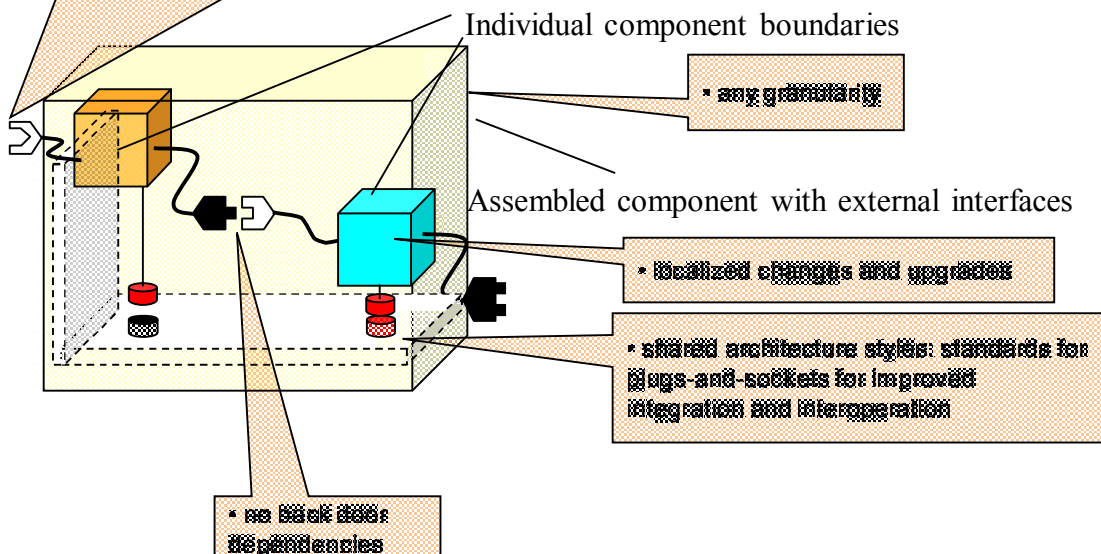 Individual component boundaries
• any granularity
Assembled component with external interfaces
• localized changes and upgrades
• shared architecture styles: standards for
plugs-and-sockets for improved
integration and interoperation
• no back door
dependencies